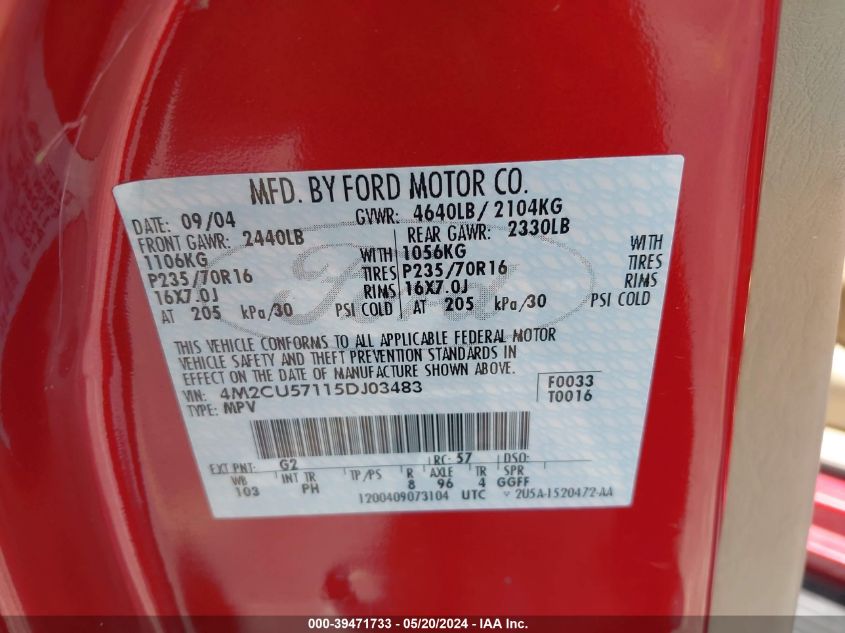 MFD. BY FORD MOTOR CO.
DATE: 09/04 GVWR: 4640LB/ 2104KG
FRONT GAWR: 2440LB REAR GAWR: 2330LB
1106KG WITH 1056KG WITH
P235/70R16 TIRES P235/70R16 TIRES
16X7.0J RIMS 16X7.0J RIMS
AT 205 kPa/30 PSI COLD AT 205 kPa/30 PSI COLD
Ford
THIS VEHICLE CONFORMS TO ALL APPLICABLE FEDERAL MOTOR
VEHICLE SAFETY AND THEFT PREVENTION STANDARDS IN
EFFECT ON THE DATE OF MANUFACTURE SHOWN ABOVE.
VIN: 4M2CU57115DJ03483 F0033
TYPE: MPV T0016
EXT PNT: G2 RC: 57 DSO:
WB INT TR TP/PS R AXLE TR SPR
103 PH 8 96 4 GGFF
1200409073104 UTC 2U5A-1520472-AA
000-39471733 - 05/20/2024 - IAA Inc.